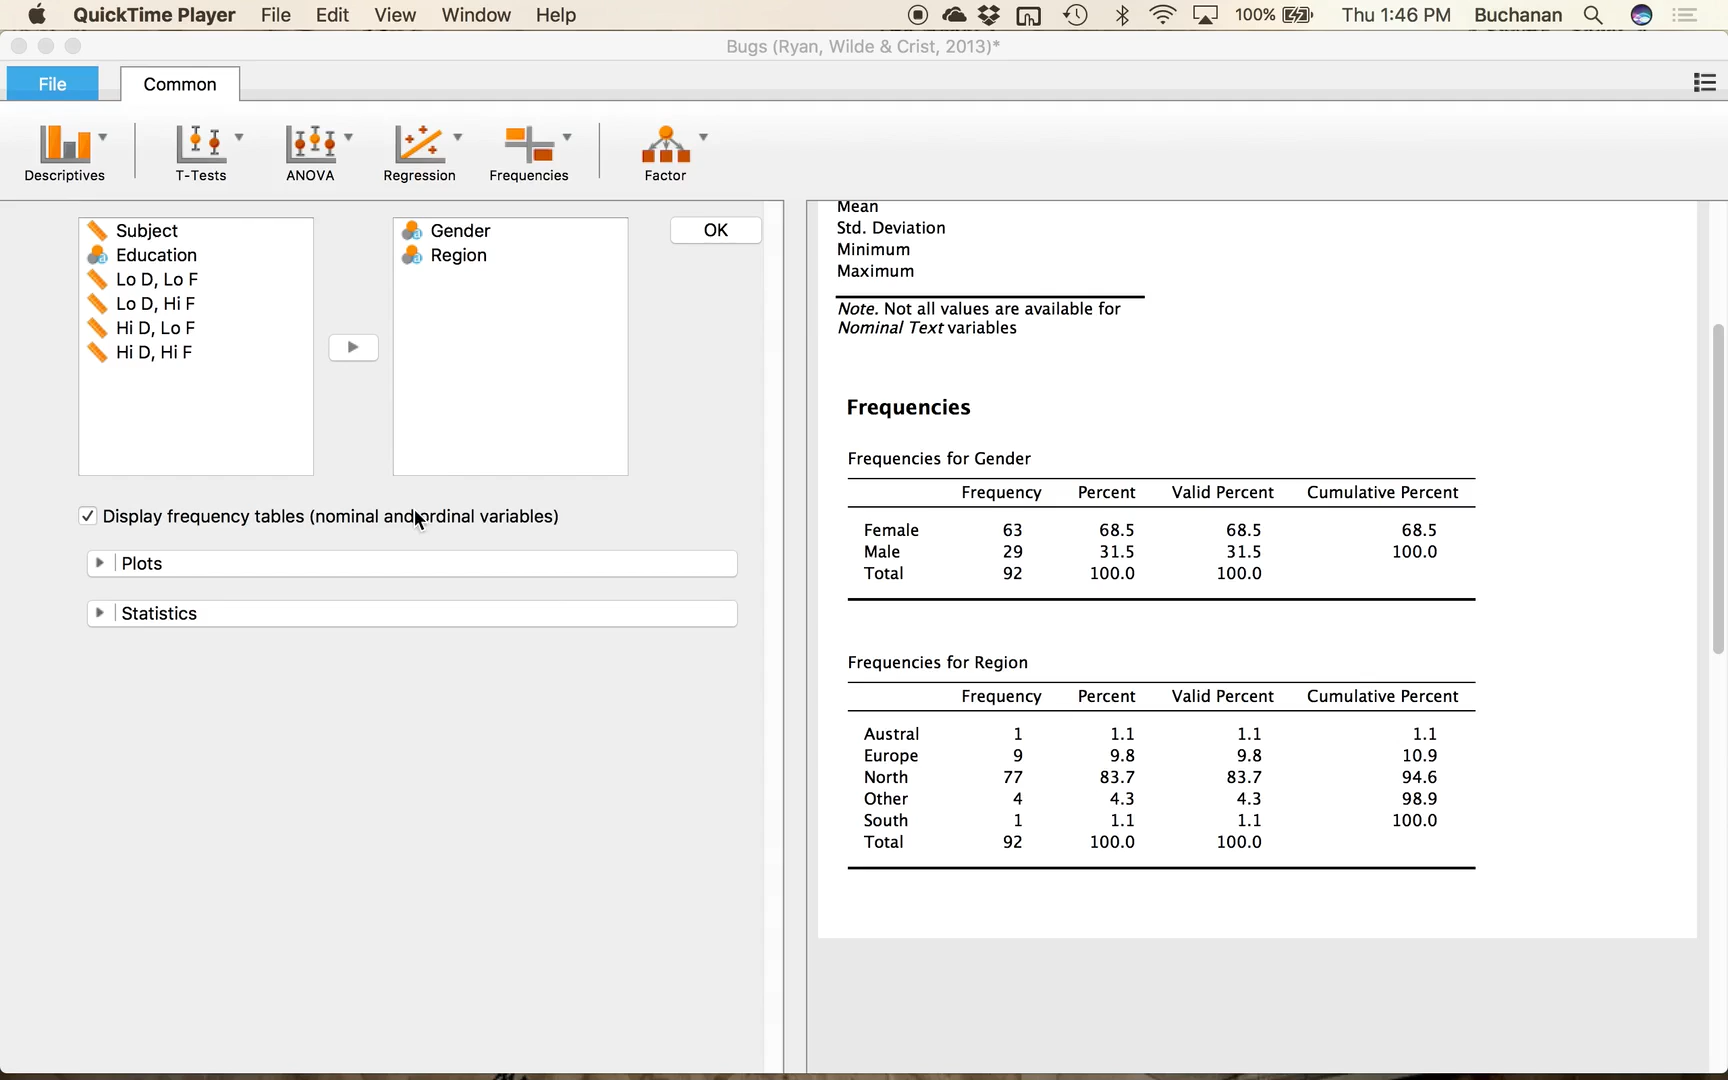 QuickTime Player File Edit View Window Help 100% Thu 1:46 PM Buchanan
Bugs (Ryan, Wilde & Crist, 2013)*
File Common
Descriptives T-Tests ANOVA Regression Frequencies Factor
Subject
Education
Lo D, Lo F
Lo D, Hi F
Hi D, Lo F
Hi D, Hi F
Gender
Region
OK
Display frequency tables (nominal and ordinal variables)
Plots
Statistics
Mean
Std. Deviation
Minimum
Maximum
Note. Not all values are available for
Nominal Text variables
Frequencies
Frequencies for Gender
Frequency Percent Valid Percent Cumulative Percent
Female 63 68.5 68.5 68.5
Male 29 31.5 31.5 100.0
Total 92 100.0 100.0
Frequencies for Region
Frequency Percent Valid Percent Cumulative Percent
Austral 1 1.1 1.1 1.1
Europe 9 9.8 9.8 10.9
North 77 83.7 83.7 94.6
Other 4 4.3 4.3 98.9
South 1 1.1 1.1 100.0
Total 92 100.0 100.0